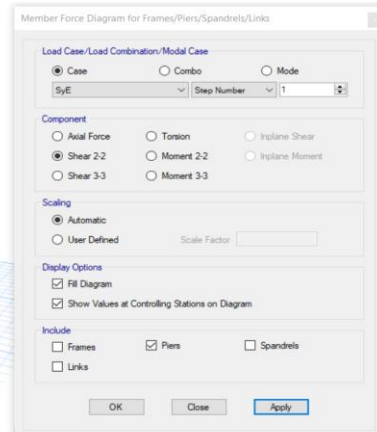 Member Force Diagram for Frames/Piers/Spandrels/Links
Load Case/Load Combination/Modal Case
Case Combo Mode
SyE Step Number 1
Component
Axial Force Torsion Inplane Shear
Shear 2-2 Moment 2-2 Inplane Moment
Shear 3-3 Moment 3-3
Scaling
Automatic
User Defined Scale Factor
Display Options
Fill Diagram
Show Values at Controlling Stations on Diagram
Include
Frames Piers Spandrels
Links
OK Close Apply